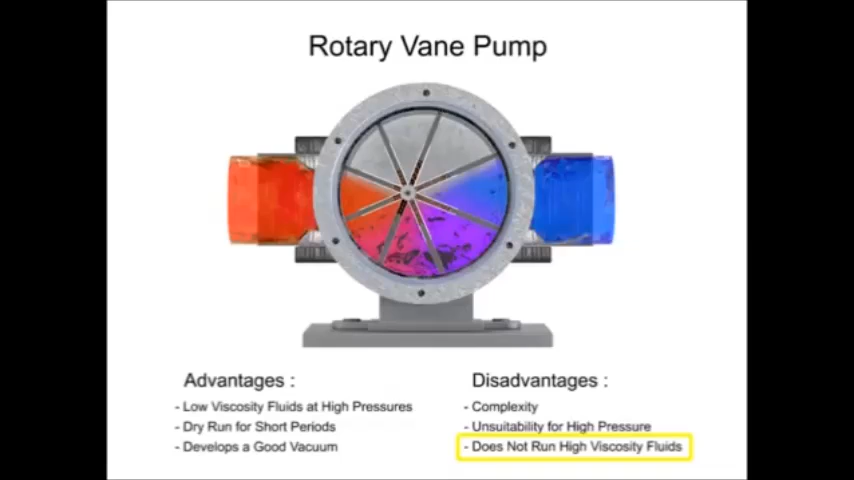 Rotary Vane Pump
Advantages :
- Low Viscosity Fluids at High Pressures
- Dry Run for Short Periods
- Develops a Good Vacuum
Disadvantages :
- Complexity
- Unsuitability for High Pressure
- Does Not Run High Viscosity Fluids